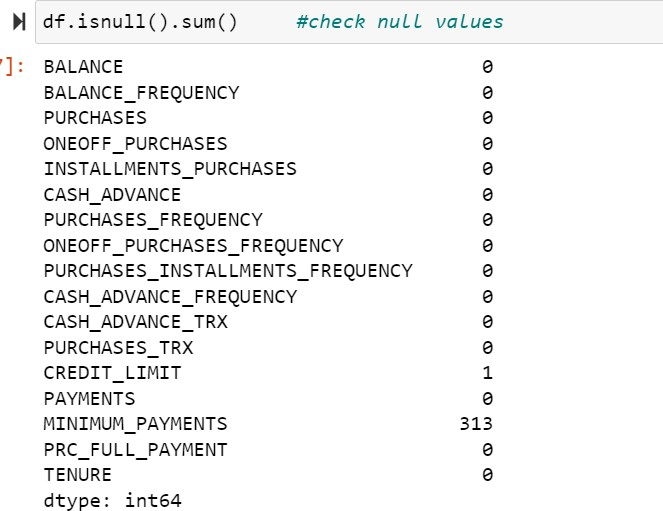 df.isnull().sum() #check null values
]:
BALANCE 0
BALANCE_FREQUENCY 0
PURCHASES 0
ONEOFF_PURCHASES 0
INSTALLMENTS_PURCHASES 0
CASH_ADVANCE 0
PURCHASES_FREQUENCY 0
ONEOFF_PURCHASES_FREQUENCY 0
PURCHASES_INSTALLMENTS_FREQUENCY 0
CASH_ADVANCE_FREQUENCY 0
CASH_ADVANCE_TRX 0
PURCHASES_TRX 0
CREDIT_LIMIT 1
PAYMENTS 0
MINIMUM_PAYMENTS 313
PRC_FULL_PAYMENT 0
TENURE 0
dtype: int64